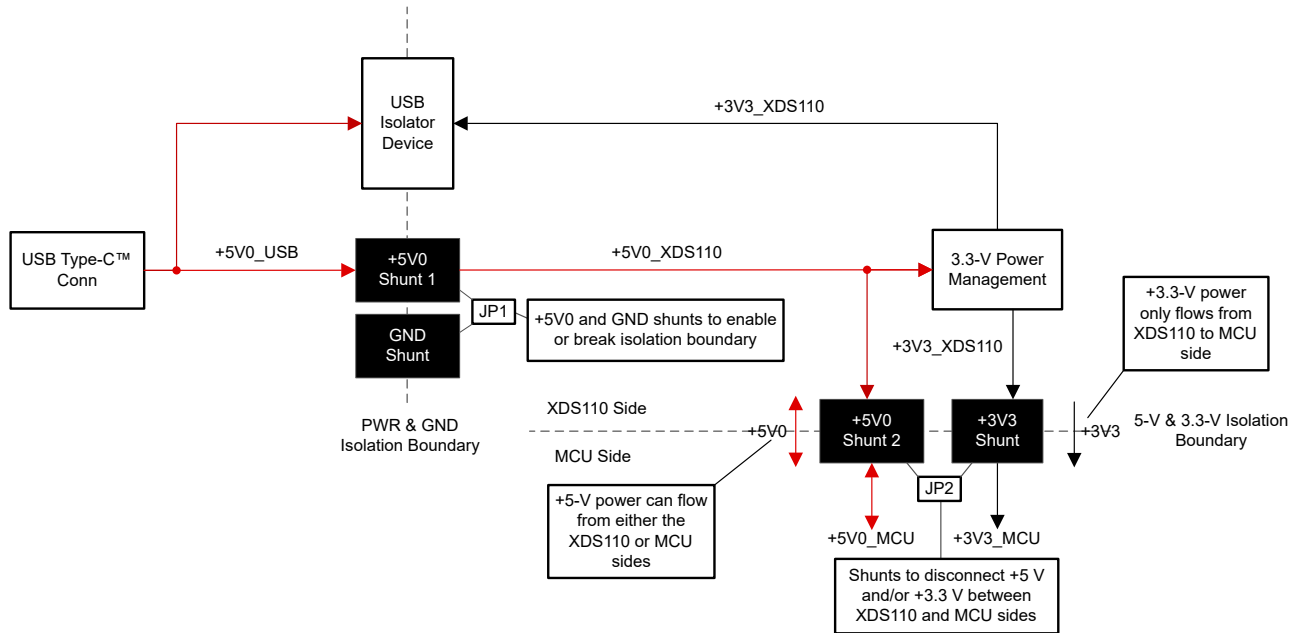 USB
Isolator
Device
+3V3_XDS110
USB Type-C™
Conn
+5V0_USB
+5V0
Shunt 1
+5V0_XDS110
3.3-V Power
Management
GND
Shunt
JP1
+5V0 and GND shunts to enable
or break isolation boundary
+3V3_XDS110
+3.3-V power
only flows from
XDS110 to MCU
side
PWR & GND
Isolation Boundary
XDS110 Side
+5V0
MCU Side
+5V0
Shunt 2
+3V3
Shunt
+3V3
5-V & 3.3-V Isolation
Boundary
JP2
+5-V power can flow
from either the
XDS110 or MCU
sides
+5V0_MCU
+3V3_MCU
Shunts to disconnect +5 V
and/or +3.3 V between
XDS110 and MCU sides